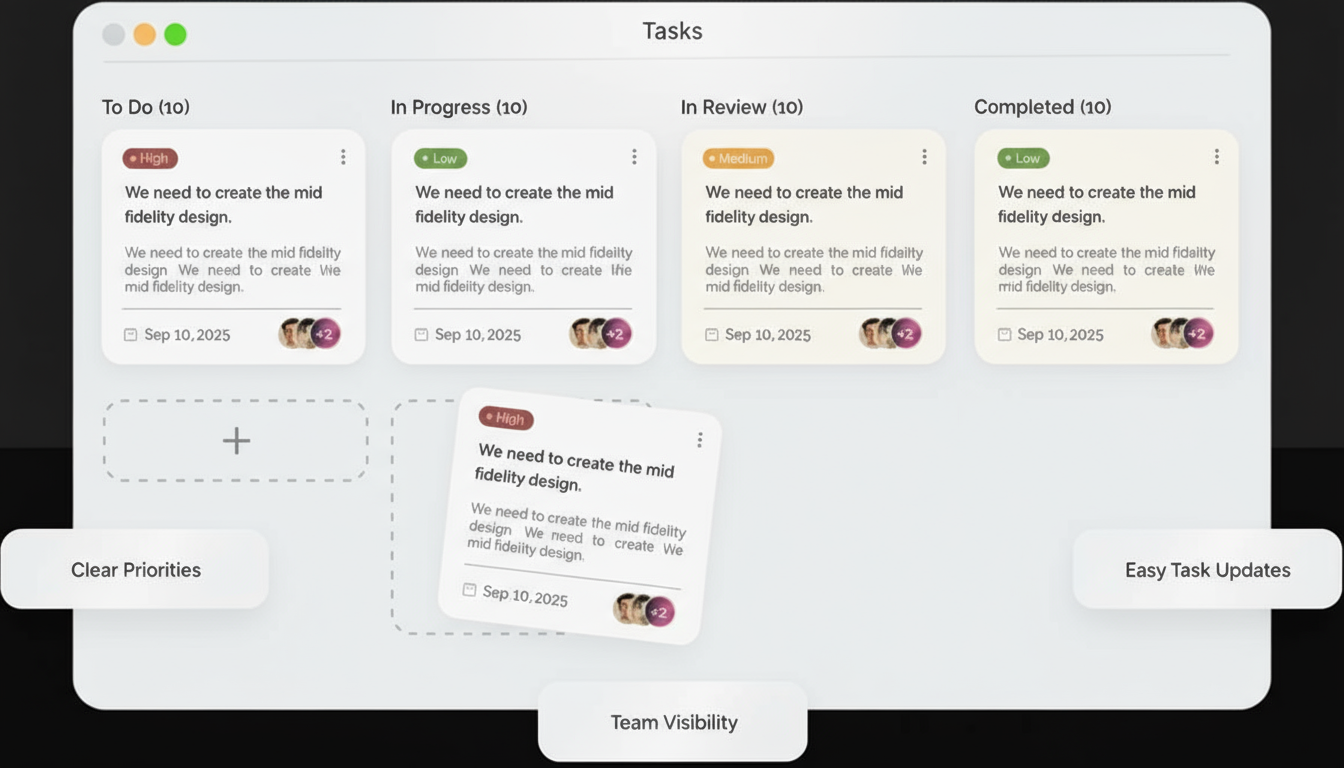 Tasks
To Do (10)
In Progress (10)
In Review (10)
Completed (10)
High
We need to create the mid
fidelity design.
We need to create the mid fidelity
design We need to create We
mid fidelity design.
Sep 10, 2025
+2
Low
We need to create the mid
fidelity design.
We need to create the mid fidelity
design We need to create
mid fidelity design.
Sep 10, 2025
+2
Medium
We need to create the mid
fidelity design.
We need to create the mid fidelity
design We need to create We
mid fidelity design.
Sep 10, 2025
+2
Low
We need to create the mid
fidelity design.
We need to create the mid fidelity
design We need to create We
mid fidelity design.
Sep 10, 2025
+2
High
We need to create the mid
fidelity design.
We need to create the mid fidelity
design We need to create We
mid fidelity design.
Sep 10, 2025
+2
Clear Priorities
Easy Task Updates
Team Visibility